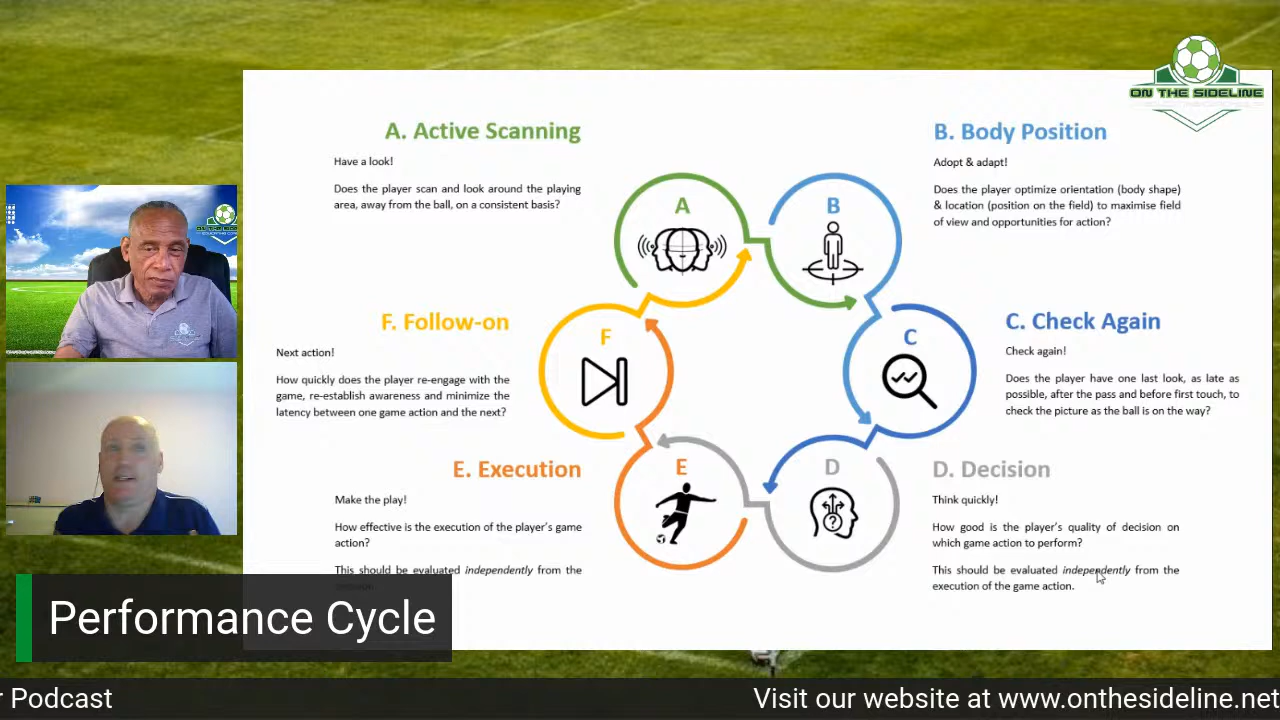 ON THE SIDELINE
A. Active Scanning
Have a look!
Does the player scan and look around the playing
area, away from the ball, on a consistent basis?
B. Body Position
Adopt & adapt!
Does the player optimize orientation (body shape)
& location (position on the field) to maximise field
of view and opportunities for action?
A
B
F. Follow-on
Next action!
How quickly does the player re-engage with the
game, re-establish awareness and minimize the
latency between one game action and the next?
F
C
C. Check Again
Check again!
Does the player have one last look, as late as
possible, after the pass and before first touch, to
check the picture as the ball is on the way?
E. Execution
Make the play!
How effective is the execution of the player's game
action?
This should be evaluated independently from the
decision.
E
D
?
D. Decision
Think quickly!
How good is the player's quality of decision on
which game action to perform?
This should be evaluated independently from the
execution of the game action.
Performance Cycle
r Podcast
Visit our website at www.onthesideline.net